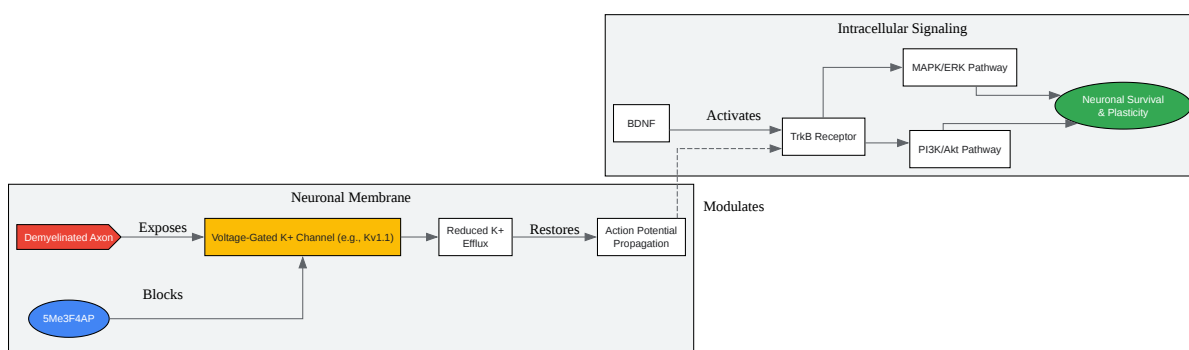 Intracellular Signaling
MAPK/ERK Pathway
Neuronal Survival
& Plasticity
BDNF
Activates
TrkB Receptor
PI3K/Akt Pathway
Neuronal Membrane
Modulates
Demyelinated Axon
Exposes
Voltage-Gated K+ Channel (e.g., Kv1.1)
Reduced K+
Efflux
Restores
Action Potential
Propagation
Blocks
5Me3F4AP